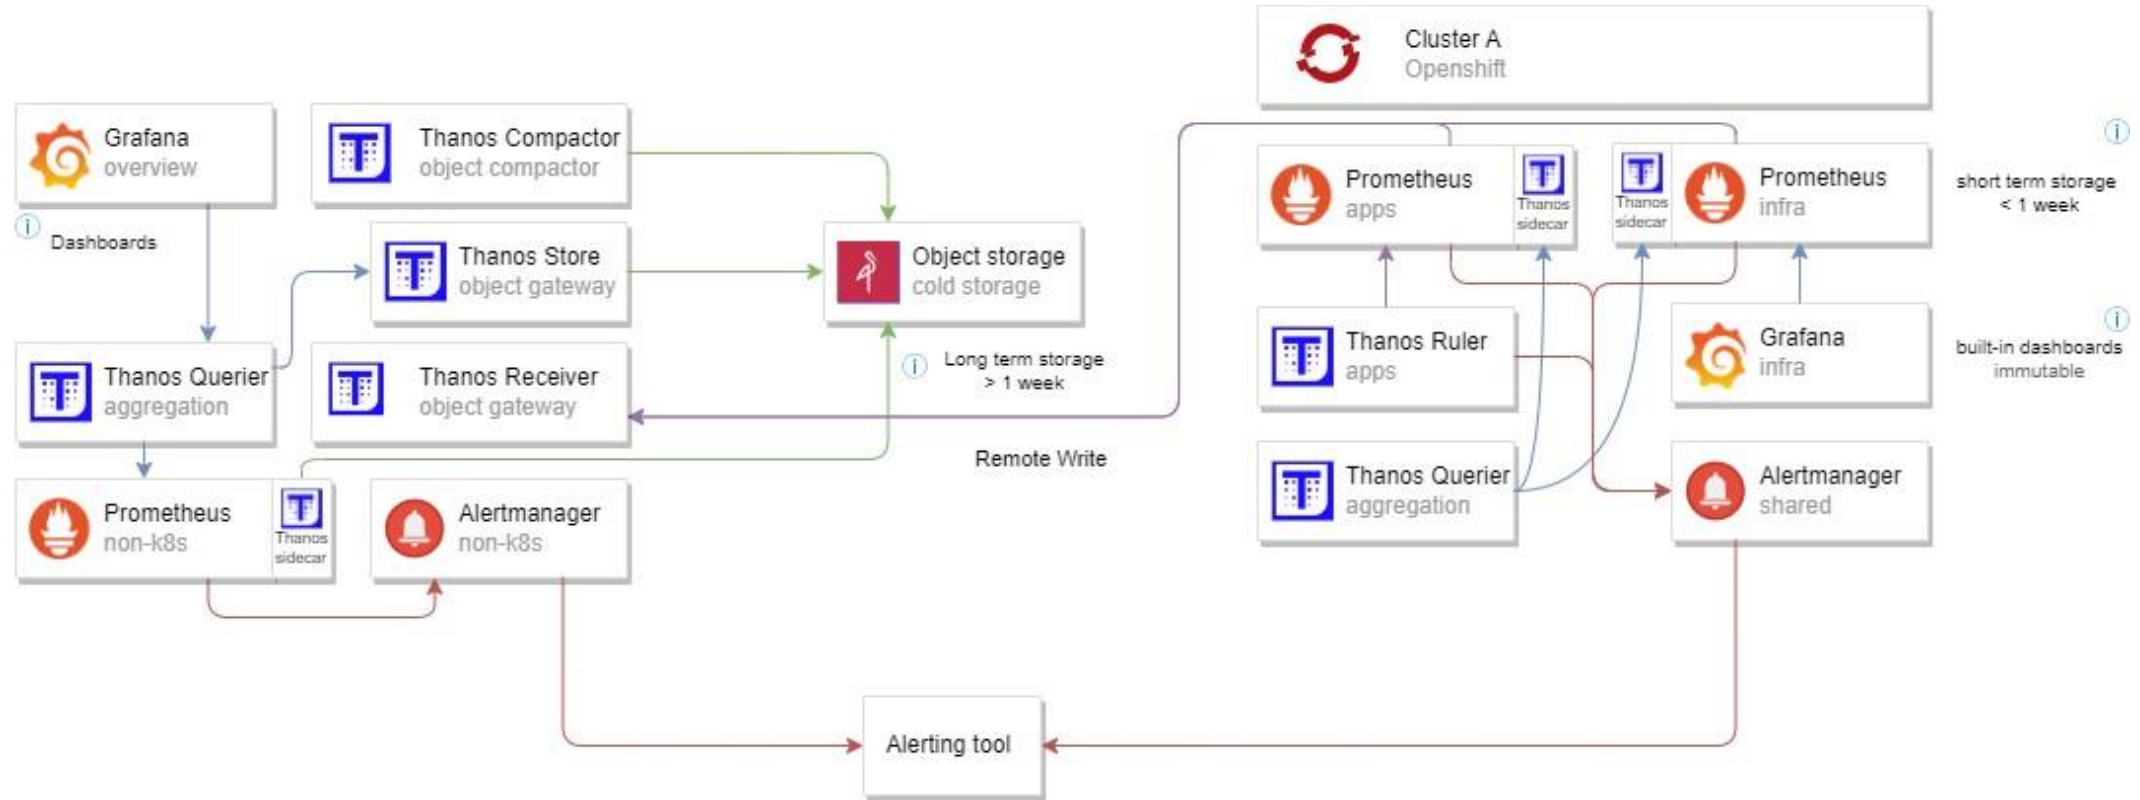 Cluster A
Openshift
Grafana
overview
Dashboards
Thanos Compactor
object compactor
Thanos Store
object gateway
Object storage
cold storage
Thanos Querier
aggregation
Thanos Receiver
object gateway
Long term storage
> 1 week
Remote Write
Prometheus
non-k8s
Thanos
sidecar
Alertmanager
non-k8s
Prometheus
apps
Thanos
sidecar
Thanos
sidecar
Prometheus
infra
short term storage
< 1 week
Thanos Ruler
apps
Grafana
infra
built-in dashboards
immutable
Thanos Querier
aggregation
Alertmanager
shared
Alerting tool